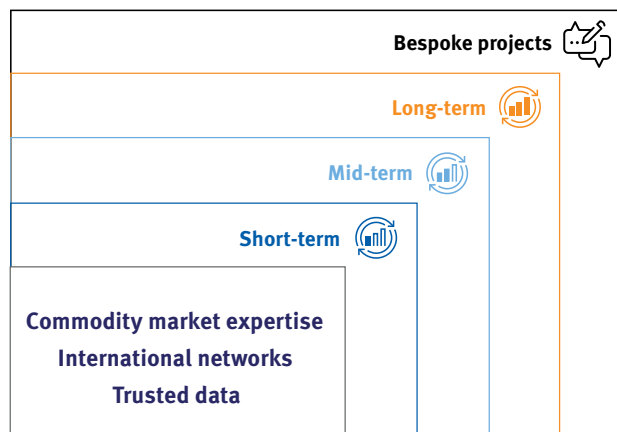 Bespoke projects
Long-term
Mid-term
Short-term
Commodity market expertise
International networks
Trusted data